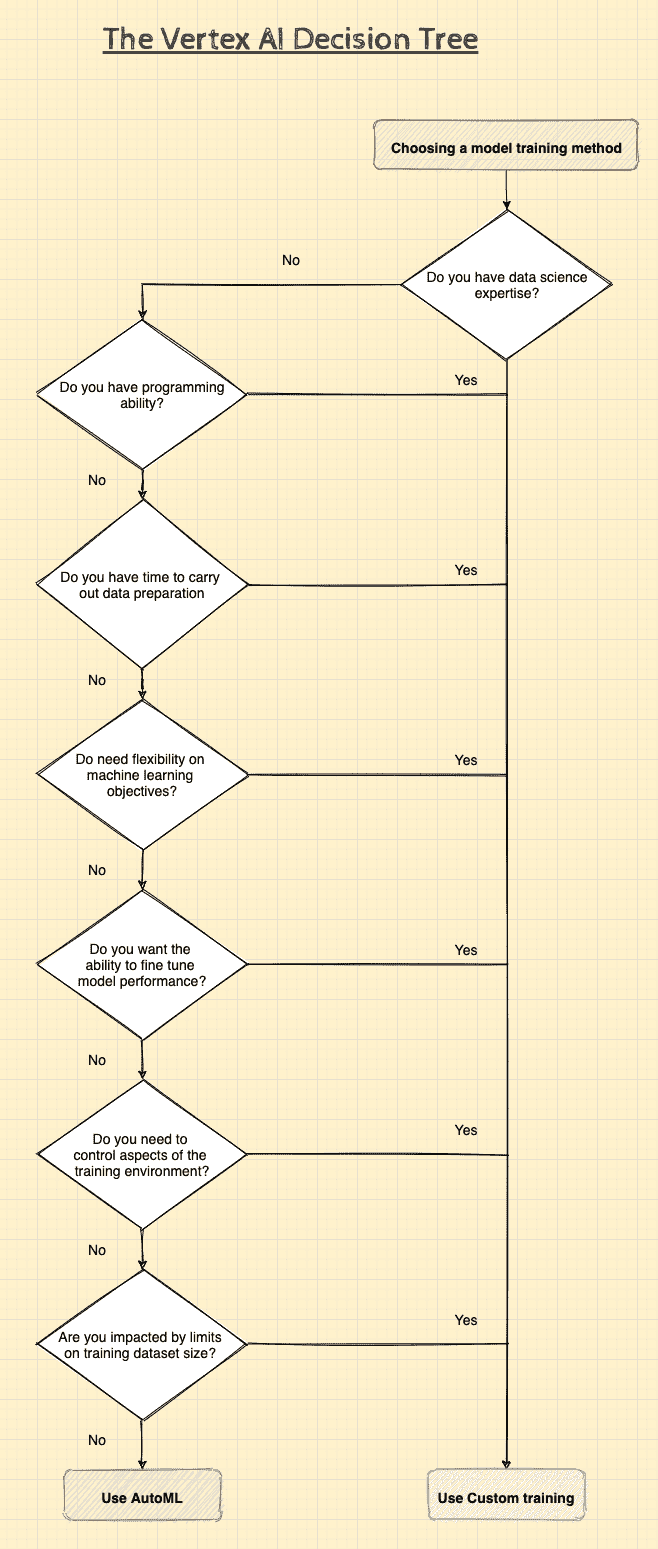 The Vertex AI Decision Tree
Choosing a model training method
Do you have data science
expertise?
No
Do you have programming
ability?
Yes
No
Do you have time to carry
out data preparation
Yes
No
Do need flexibility on
machine learning
objectives?
Yes
No
Do you want the
ability to fine tune
model performance?
Yes
No
Do you need to
control aspects of the
training environment?
Yes
No
Are you impacted by limits
on training dataset size?
Yes
No
Use AutoML
Use Custom training